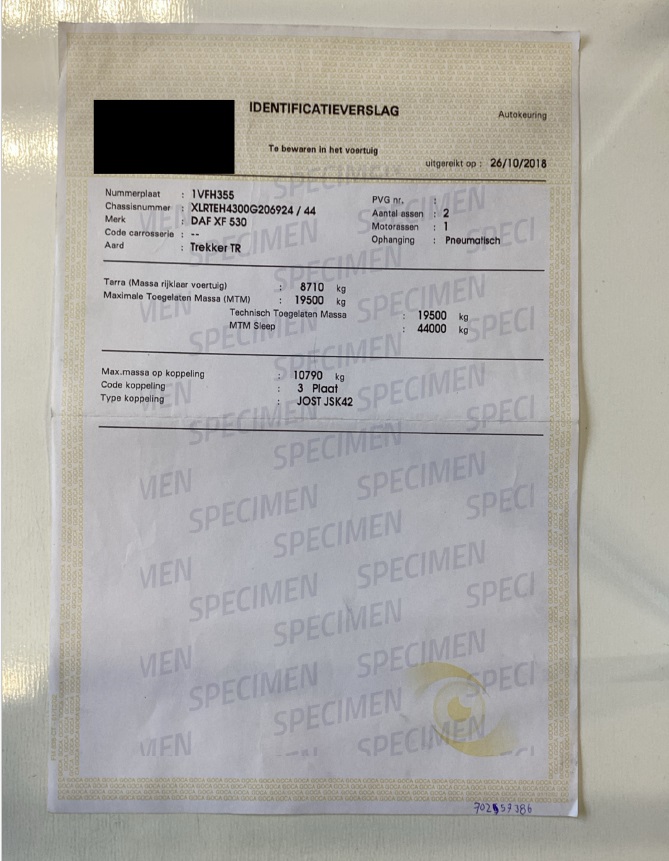 IDENTIFICATIEVERSLAG
Autokeuring
Te bewaren in het voertuig
uitgereikt op : 26/10/2018
Nummerplaat : 1VFH355
Chassisnummer : XLRTEH4300G206924 / 44
Merk : DAF XF 530
Code carrosserie : --
Aard : Trekker TR
PVG nr. :
Aantal assen : 2
Motorassen : 1
Ophanging : Pneumatisch
Tarra (Massa rijklaar voertuig) : 8710 kg
Maximale Toegelaten Massa (MTM) : 19500 kg
Technisch Toegelaten Massa : 19500 kg
MTM Sleep : 44000 kg
Max.massa op koppeling : 10790 kg
Code koppeling : 3 Plaat
Type koppeling : JOST JSK42
SPECIMEN